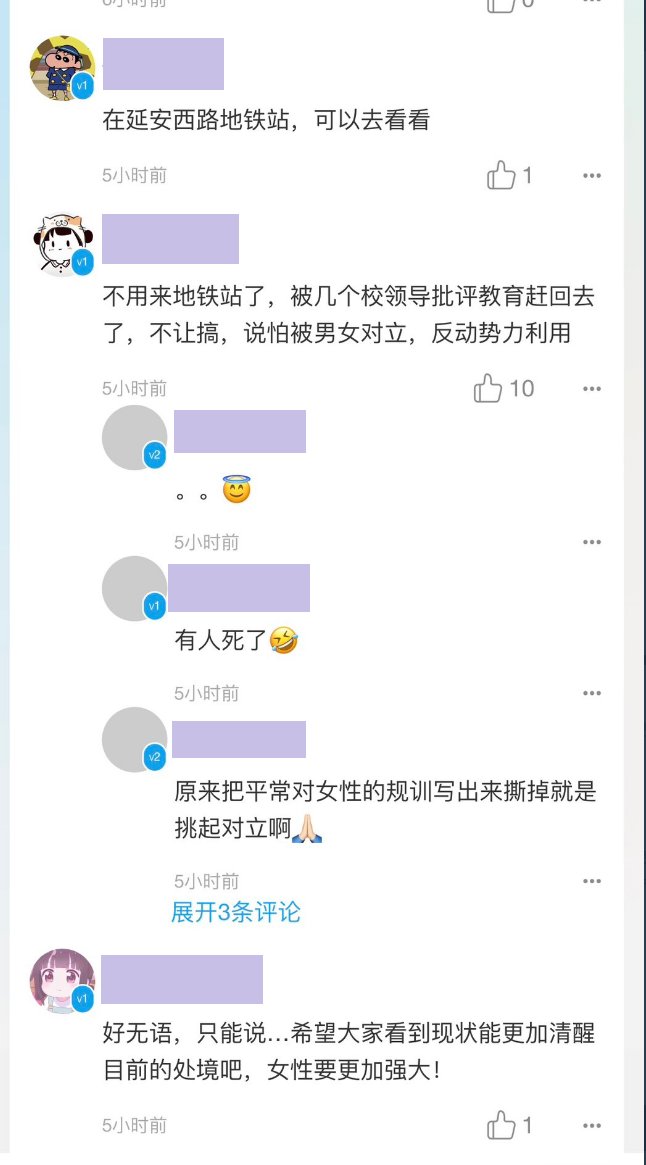 6小时前 0 ...
v1
在延安西路地铁站，可以去看看
5小时前 1 ...
v1
不用来地铁站了，被几个校领导批评教育赶回去
了，不让搞，说怕被男女对立，反动势力利用
5小时前 10 ...
v2
。。😇
5小时前 ...
v1
有人死了🤣
5小时前 ...
v2
原来把平常对女性的规训写出来撕掉就是
挑起对立啊🙏🏻
5小时前 ...
展开3条评论
v1
好无语，只能说...希望大家看到现状能更加清醒
目前的处境吧，女性要更加强大！
5小时前 1 ...